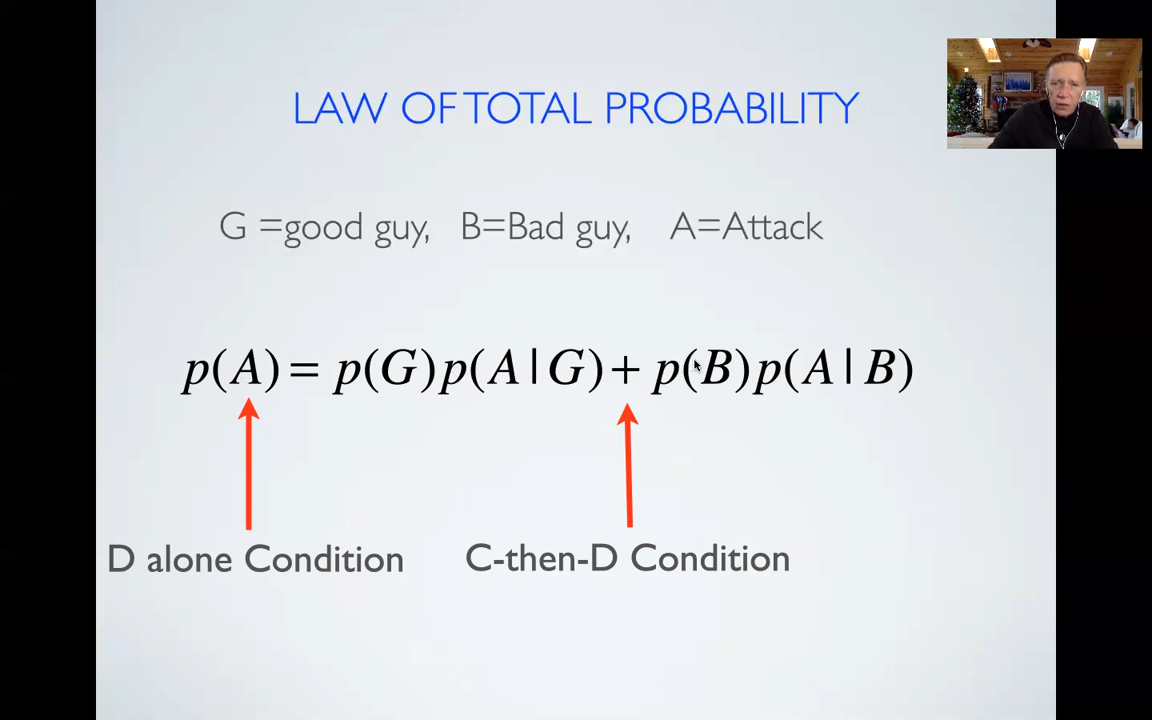 LAW OF TOTAL PROBABILITY
G =good guy, B=Bad guy, A=Attack
p(A) = p(G)p(A|G) + p(B)p(A|B)
D alone Condition
C-then-D Condition